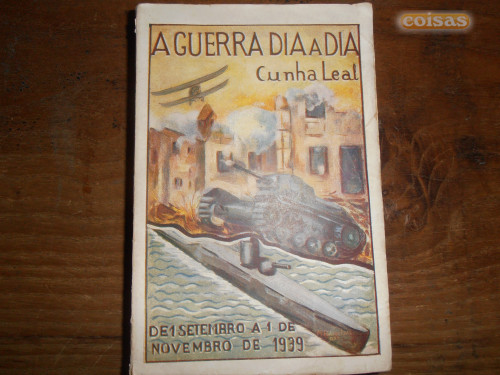 coisas
A GUERRA DIA A DIA
Cunha Leal
DE 1 SETEMBRO A 1 DE
NOVEMBRO DE 1939